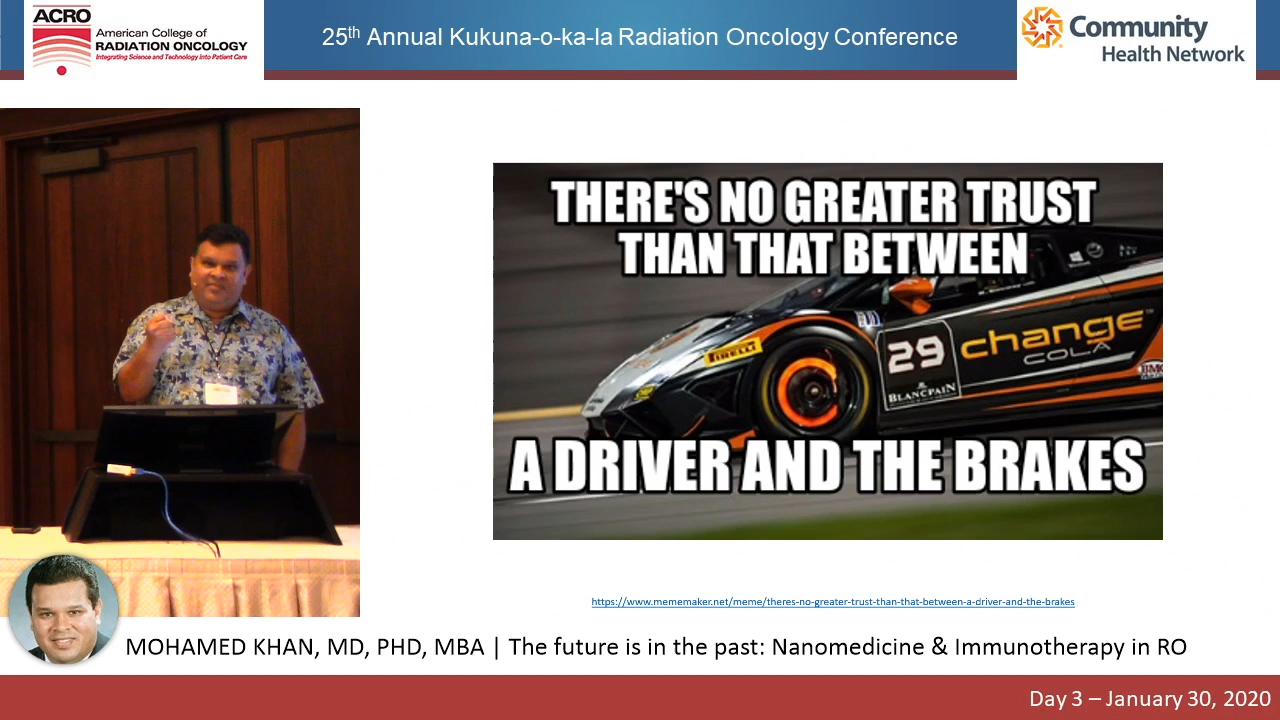 ACRO
American College of
RADIATION ONCOLOGY
Integrating Science and Technology Into Patient Care
25th Annual Kukuna-o-ka-la Radiation Oncology Conference
Community
Health Network
THERE'S NO GREATER TRUST
THAN THAT BETWEEN
PIRELLI
29
BLANCPAIN
change
COLA
A DRIVER AND THE BRAKES
https://www.mememaker.net/meme/theres-no-greater-trust-than-that-between-a-driver-and-the-brakes
MOHAMED KHAN, MD, PHD, MBA | The future is in the past: Nanomedicine & Immunotherapy in RO
Day 3 – January 30, 2020